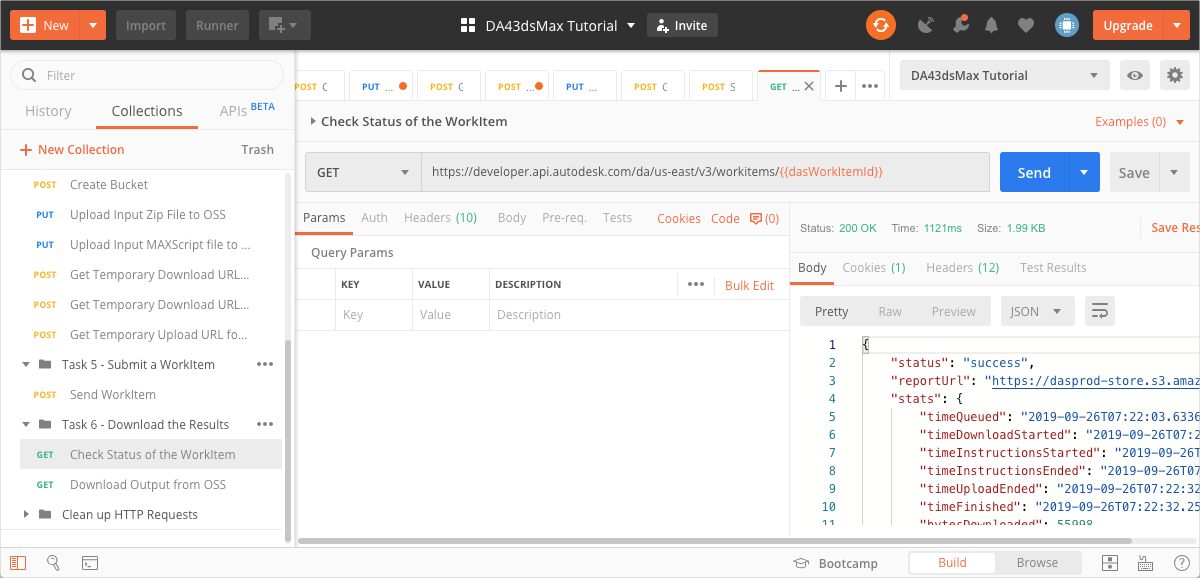 New Import Runner DA43dsMax Tutorial Invite Upgrade
Filter
History Collections APIs BETA
New Collection Trash
POST Create Bucket
PUT Upload Input Zip File to OSS
PUT Upload Input MAXScript file to ...
POST Get Temporary Download URL...
POST Get Temporary Download URL...
POST Get Temporary Upload URL fo...
Task 5 - Submit a WorkItem
POST Send WorkItem
Task 6 - Download the Results
GET Check Status of the WorkItem
GET Download Output from OSS
Clean up HTTP Requests
POST C PUT ... POST C POST ... PUT ... POST C POST S GET ...
DA43dsMax Tutorial
Check Status of the WorkItem Examples (0)
GET https://developer.api.autodesk.com/da/us-east/v3/workitems/{{dasWorkItemId}} Send Save
Params Auth Headers (10) Body Pre-req. Tests Cookies Code (0)
Query Params
KEY VALUE DESCRIPTION ••• Bulk Edit
Key Value Description
Status: 200 OK Time: 1121ms Size: 1.99 KB Save Res
Body Cookies (1) Headers (12) Test Results
Pretty Raw Preview JSON
1 {
2 "status": "success",
3 "reportUrl": "https://dasprod-store.s3.amaz
4 "stats": {
5 "timeQueued": "2019-09-26T07:22:03.6336
6 "timeDownloadStarted": "2019-09-26T07:2
7 "timeInstructionsStarted": "2019-09-26T
8 "timeInstructionsEnded": "2019-09-26T07
9 "timeUploadEnded": "2019-09-26T07:22:32
10 "timeFinished": "2019-09-26T07:22:32.25
11 "bytesDownloaded": 55998
Bootcamp Build Browse